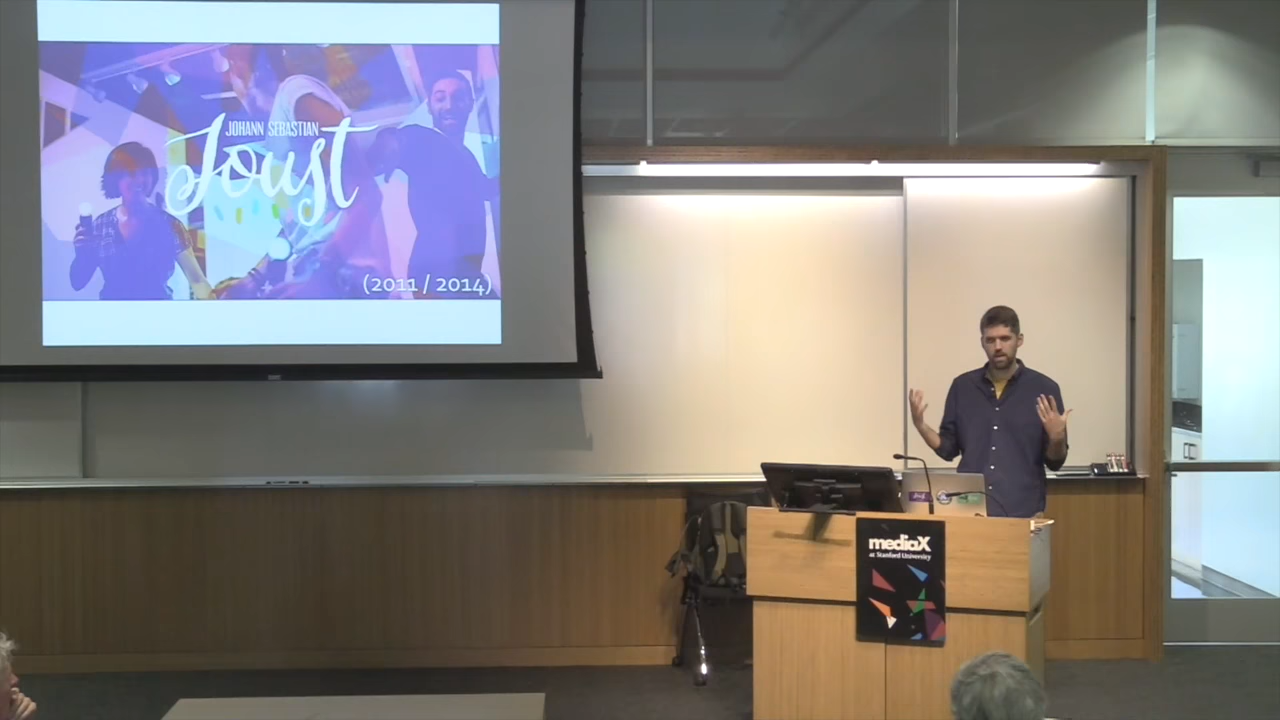 JOHANN SEBASTIAN
Joust
(2011 / 2014)
mediaX
at Stanford University